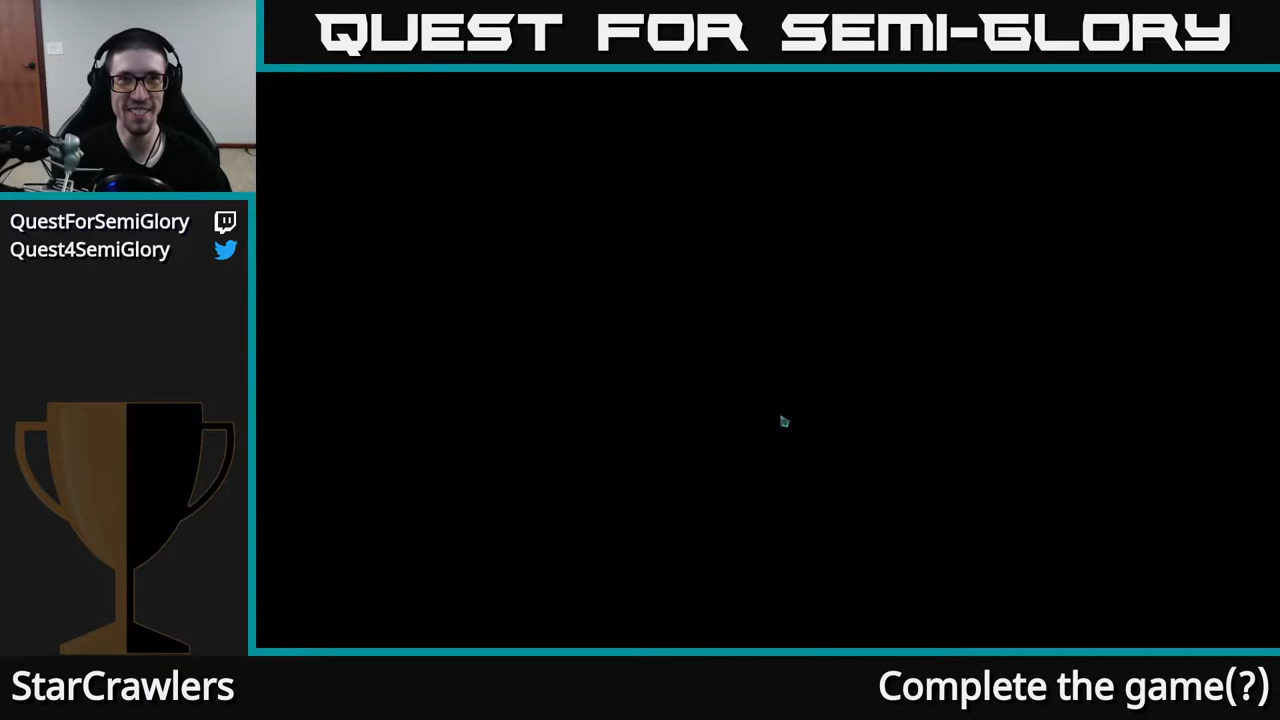 QUEST FOR SEMI-GLORY
QuestForSemiGlory
Quest4SemiGlory
StarCrawlers
Complete the game(?)